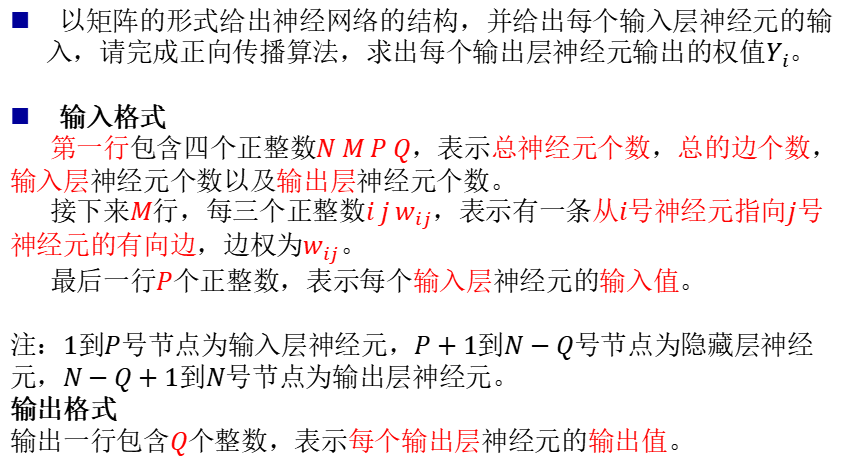 ■ 以矩阵的形式给出神经网络的结构，并给出每个输入层神经元的输
入，请完成正向传播算法，求出每个输出层神经元输出的权值Yᵢ。
■ 输入格式
第一行包含四个正整数N M P Q，表示总神经元个数，总的边个数，
输入层神经元个数以及输出层神经元个数。
接下来M行，每三个正整数i j wᵢⱼ，表示有一条从i号神经元指向j号
神经元的有向边，边权为wᵢⱼ。
最后一行P个正整数，表示每个输入层神经元的输入值。
注：1到P号节点为输入层神经元，P + 1到N − Q号节点为隐藏层神经
元，N − Q + 1到N号节点为输出层神经元。
输出格式
输出一行包含Q个整数，表示每个输出层神经元的输出值。